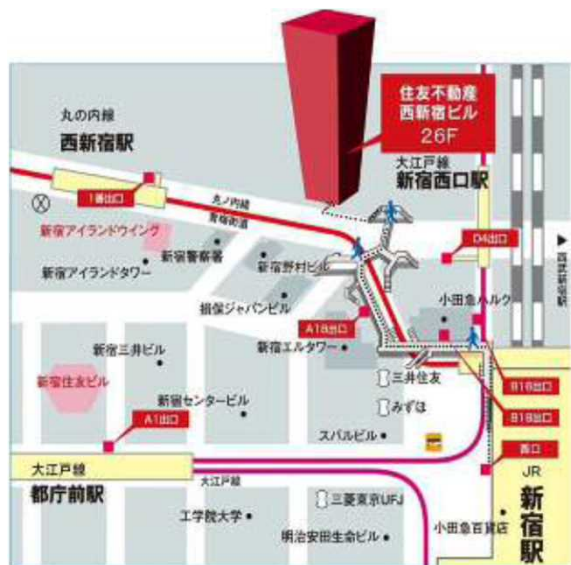 住友不動産
西新宿ビル
26F
丸の内線
西新宿駅
大江戸線
新宿西口駅
1番出口
丸ノ内線
青梅街道
D4出口
西武新宿駅
新宿アイランドウイング
新宿警察署
新宿野村ビル
新宿アイランドタワー
損保ジャパンビル
小田急ハルク
A18出口
新宿エルタワー
新宿三井ビル
三井住友
新宿住友ビル
みずほ
B16出口
新宿センタービル
B18出口
A1出口
スバルビル
西口
大江戸線
都庁前駅
大江戸線
JR
新宿駅
三菱東京UFJ
工学院大学
小田急百貨店
明治安田生命ビル